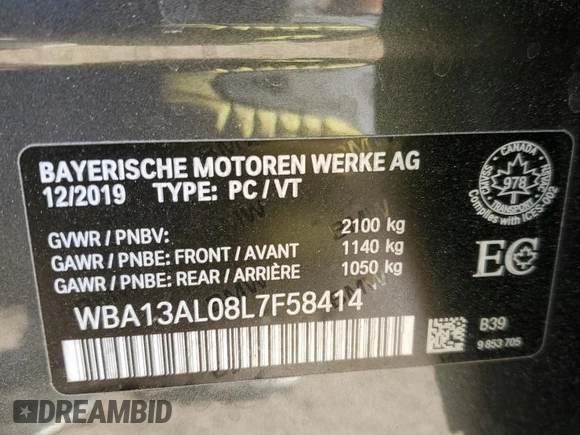 BAYERISCHE MOTOREN WERKE AG
12/2019 TYPE: PC / VT
GVWR / PNBV: 2100 kg
GAWR / PNBE: FRONT / AVANT 1140 kg
GAWR / PNBE: REAR / ARRIÈRE 1050 kg
WBA13AL08L7F58414
CANADA
978
TRANSPORT
Complies with ICES-002
EC
B39
9 853 705
BMW
DREAMBID